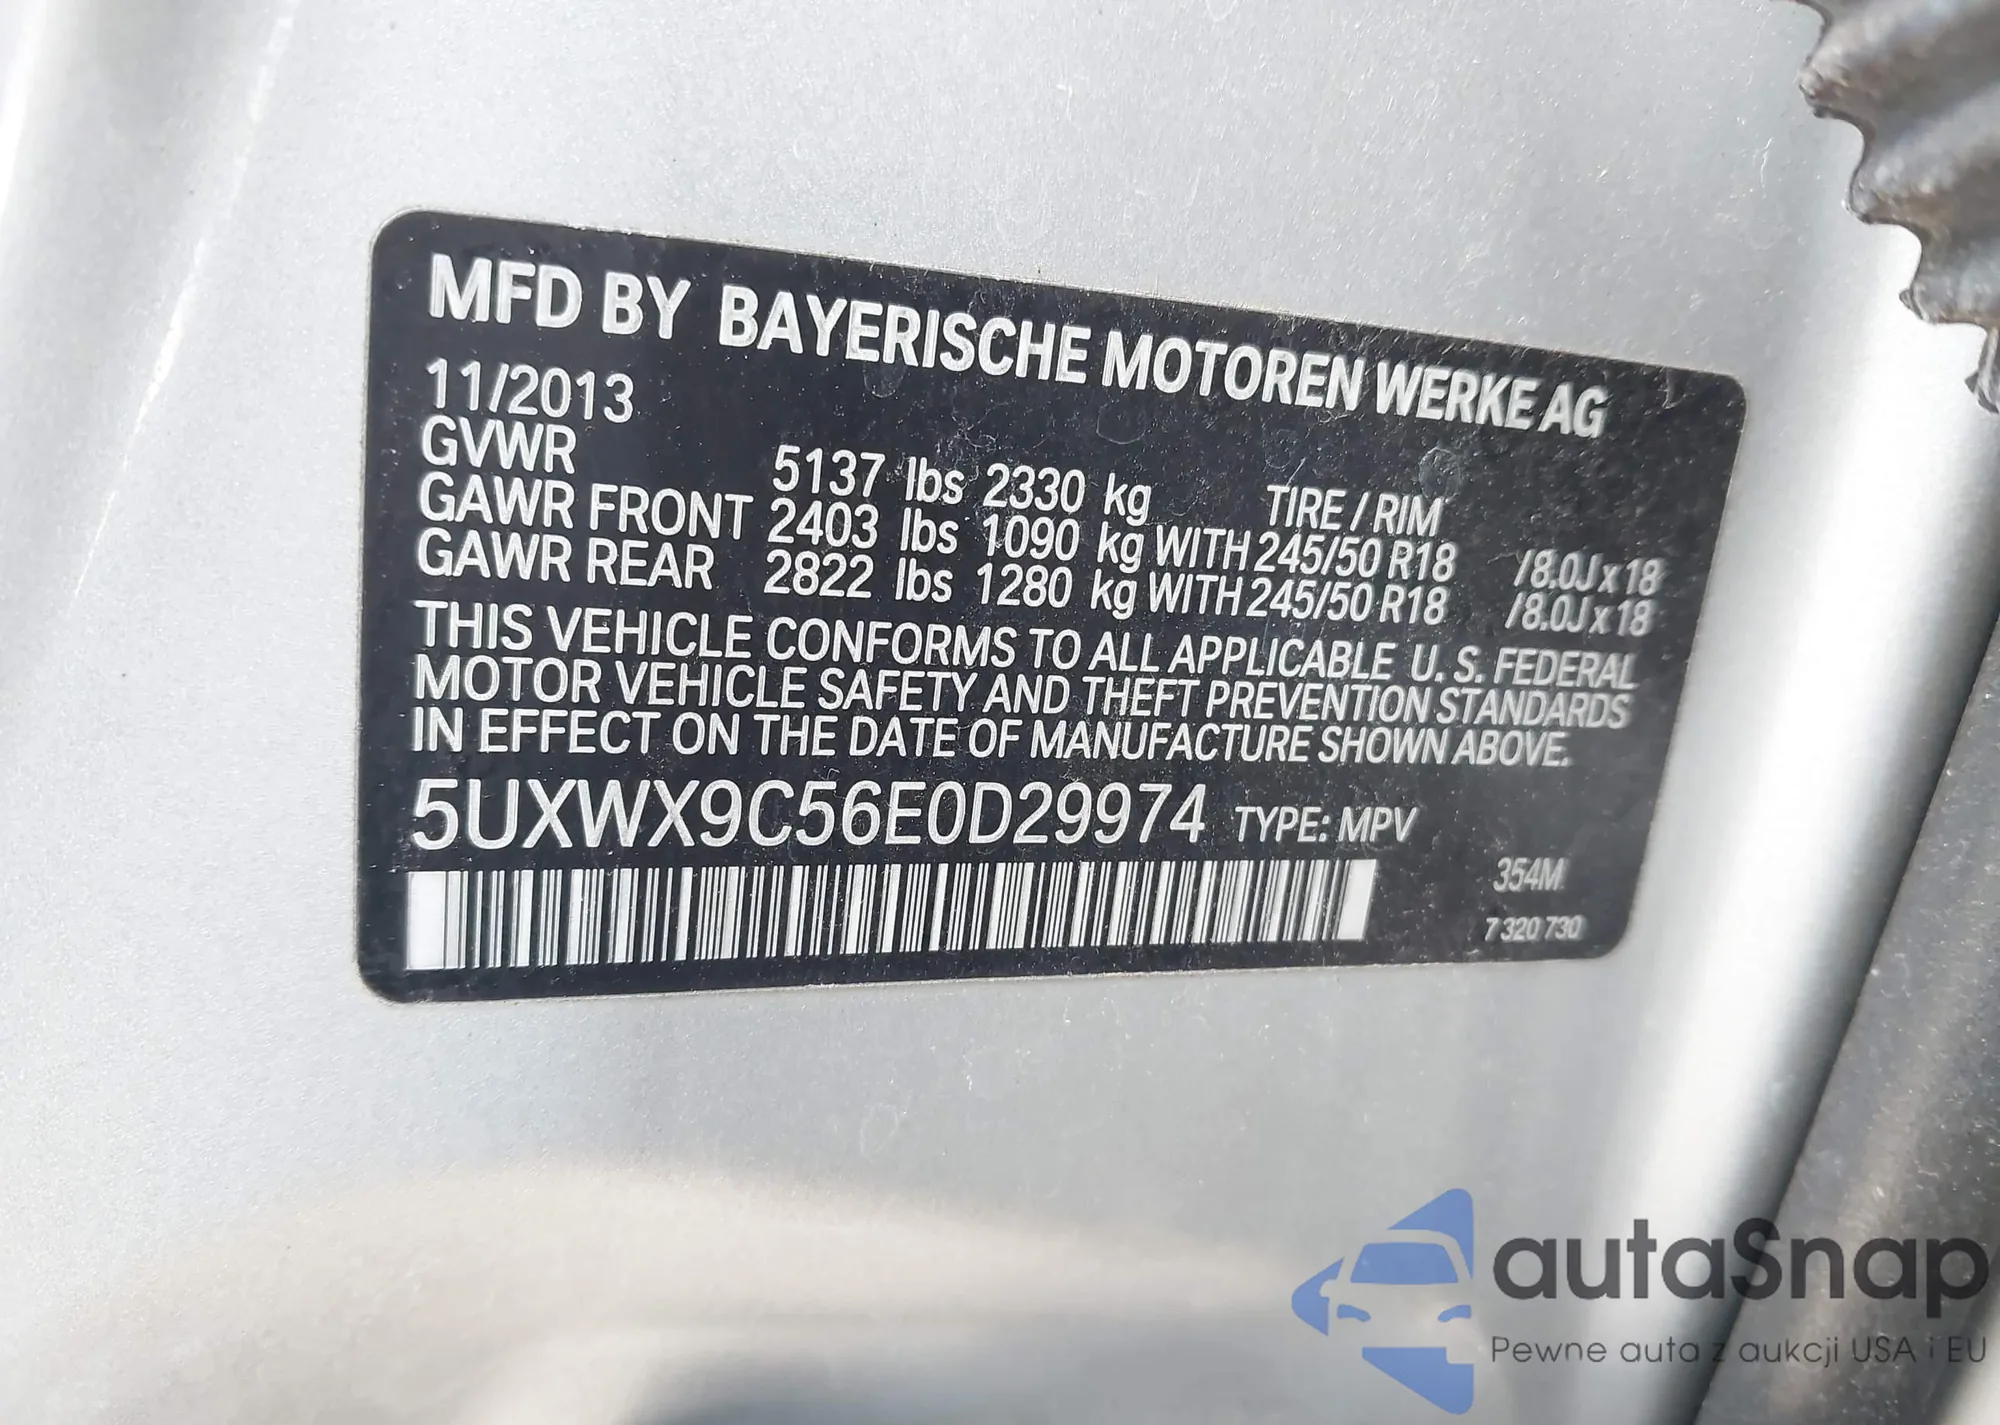 MFD BY BAYERISCHE MOTOREN WERKE AG
11/2013
GVWR 5137 lbs 2330 kg TIRE / RIM
GAWR FRONT 2403 lbs 1090 kg WITH 245/50 R18 /8.0J x 18
GAWR REAR 2822 lbs 1280 kg WITH 245/50 R18 /8.0J x 18
THIS VEHICLE CONFORMS TO ALL APPLICABLE U. S. FEDERAL
MOTOR VEHICLE SAFETY AND THEFT PREVENTION STANDARDS
IN EFFECT ON THE DATE OF MANUFACTURE SHOWN ABOVE.
5UXWX9C56E0D29974 TYPE: MPV
354M
7 320 730
autaSnap
Pewne auta z aukcji USA i EU